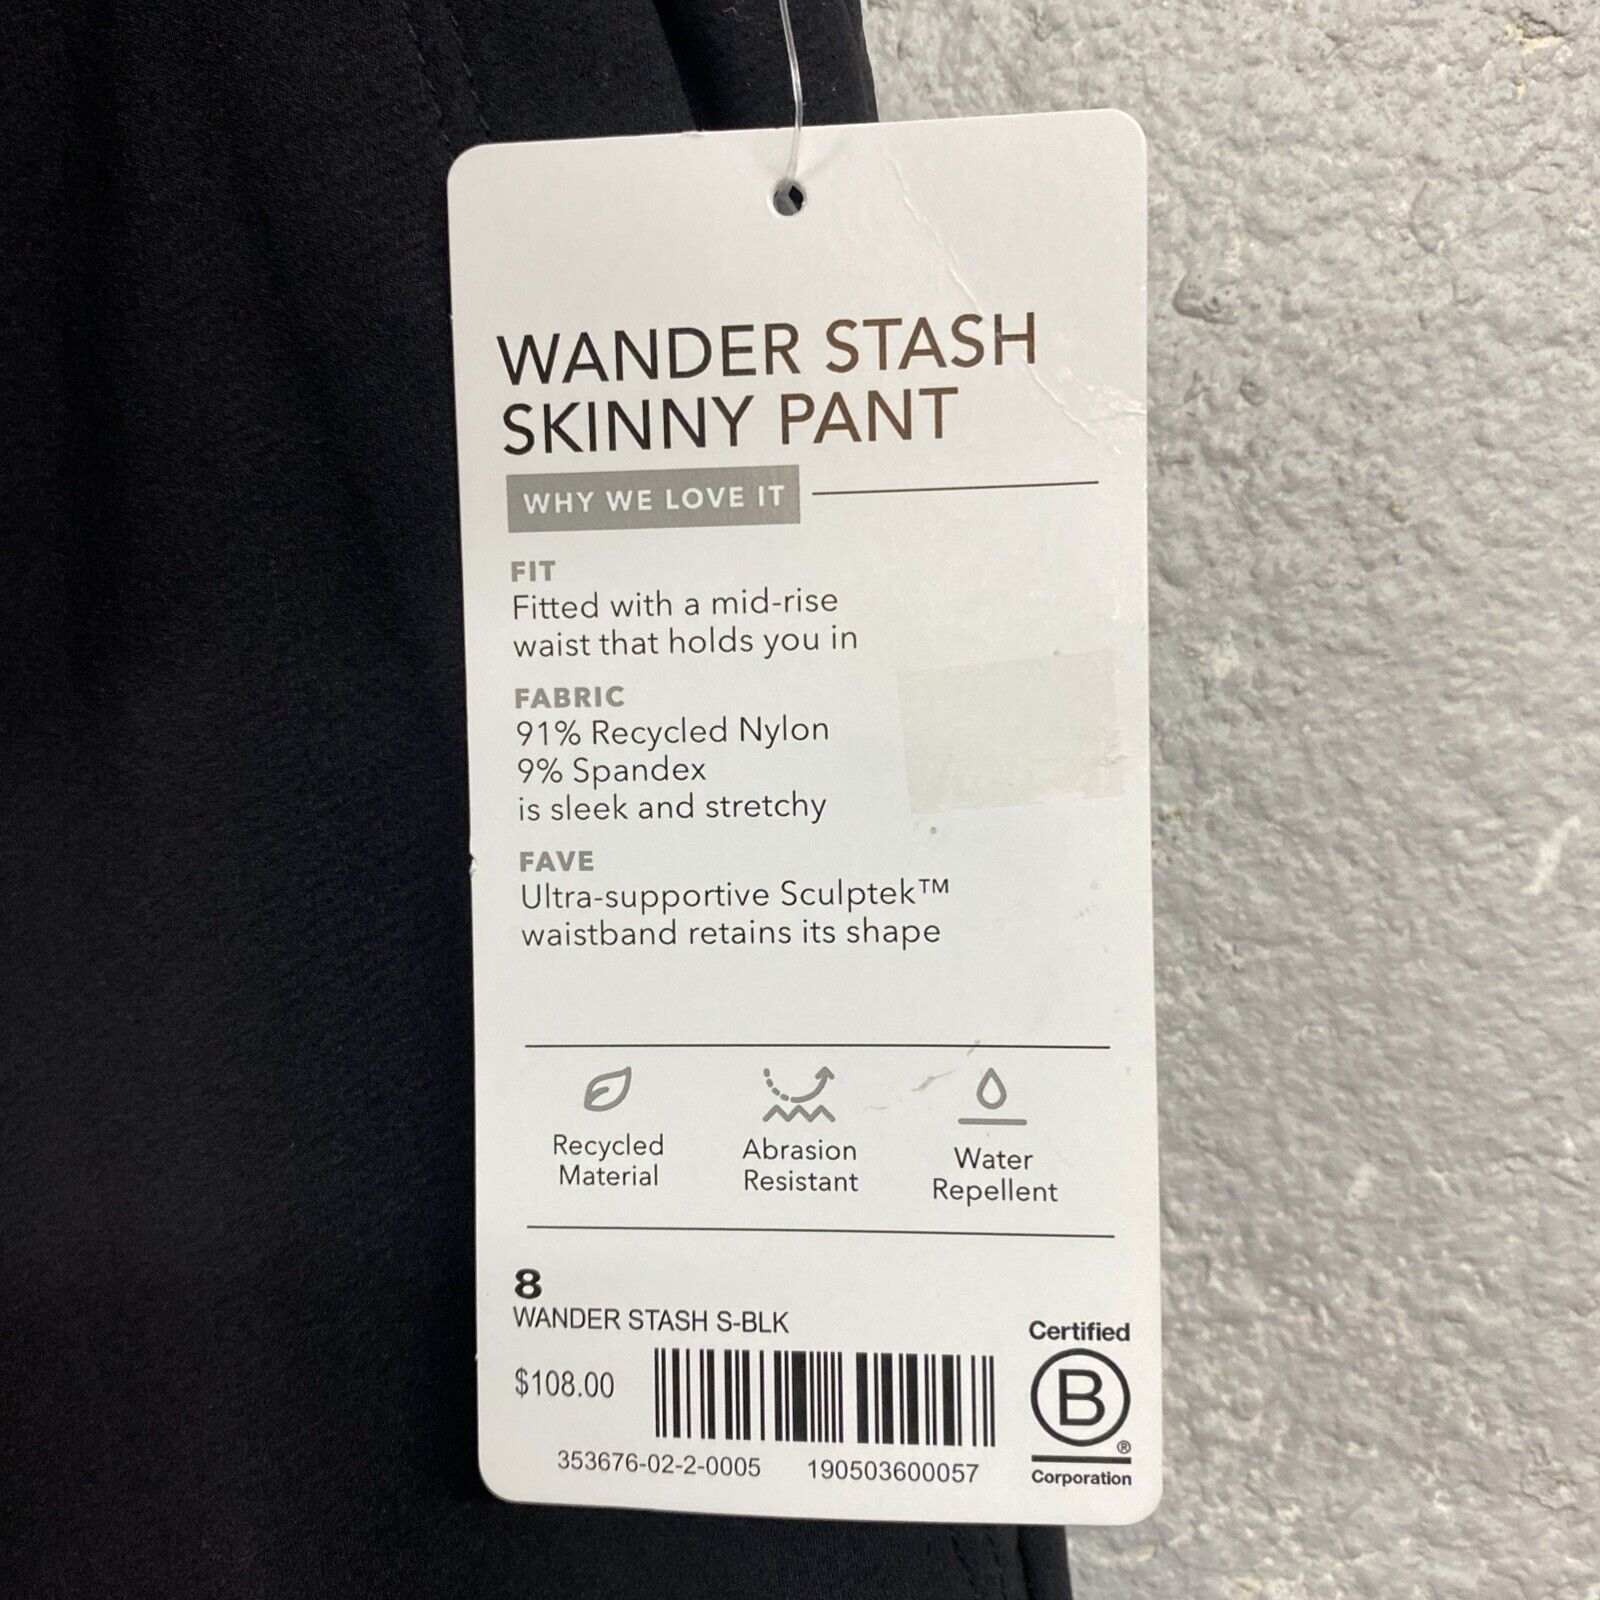 WANDER STASH
SKINNY PANT
WHY WE LOVE IT
FIT
Fitted with a mid-rise
waist that holds you in
FABRIC
91% Recycled Nylon
9% Spandex
is sleek and stretchy
FAVE
Ultra-supportive Sculptek™
waistband retains its shape
Recycled
Material
Abrasion
Resistant
Water
Repellent
8
WANDER STASH S-BLK
$108.00
353676-02-2-0005 190503600057
Certified
B
®
Corporation